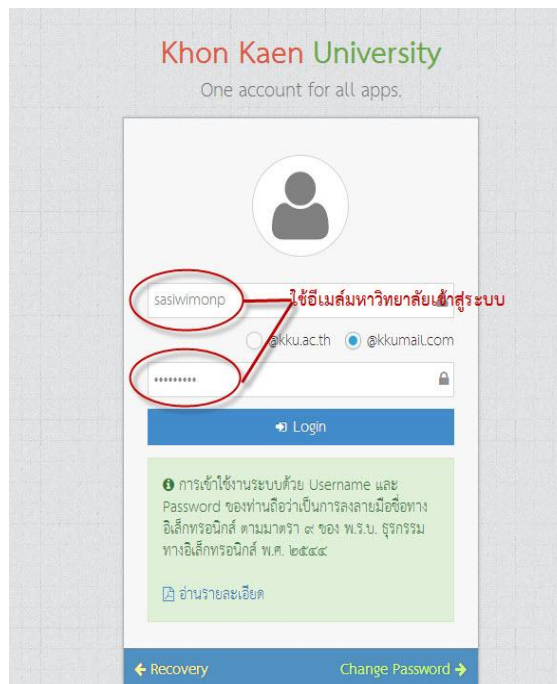 Khon Kaen University
One account for all apps.
sasiwimonp
ใช้อีเมล์มหาวิทยาลัยเข้าสู่ระบบ
@kku.ac.th @kkumail.com
•••••••••
Login
การเข้าใช้งานระบบด้วย Username และ
Password ของท่านถือว่าเป็นการลงลายมือชื่อทาง
อิเล็กทรอนิกส์ ตามมาตรา ๙ ของ พ.ร.บ. ธุรกรรม
ทางอิเล็กทรอนิกส์ พ.ศ. ๒๕๔๔
อ่านรายละเอียด
Recovery Change Password